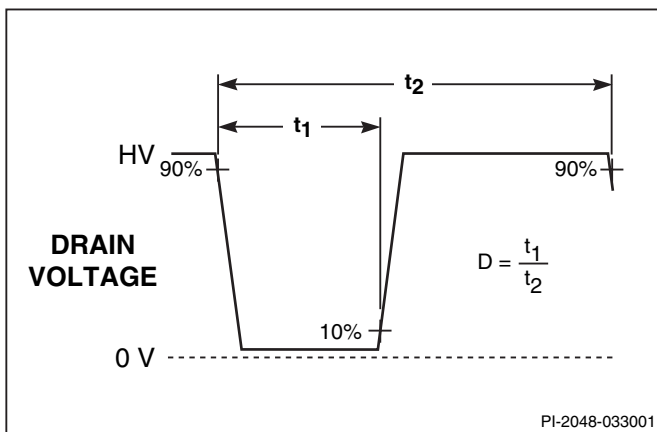 t2
t1
HV
90%
90%
DRAIN
VOLTAGE
D = t1
t2
10%
0 V
PI-2048-033001